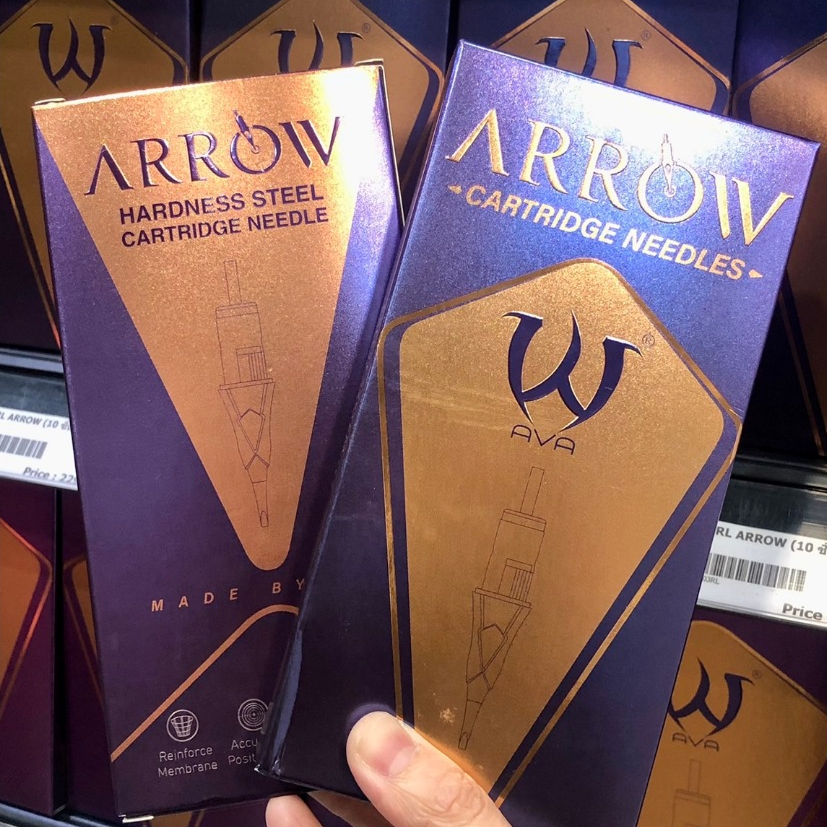 ARROW
HARDNESS STEEL
CARTRIDGE NEEDLE
MADE BY
Reinforce
Membrane
ARROW
CARTRIDGE NEEDLES
W
®
AVA
RL ARROW (10
Price :
RL ARROW (10
Price
W
AVA